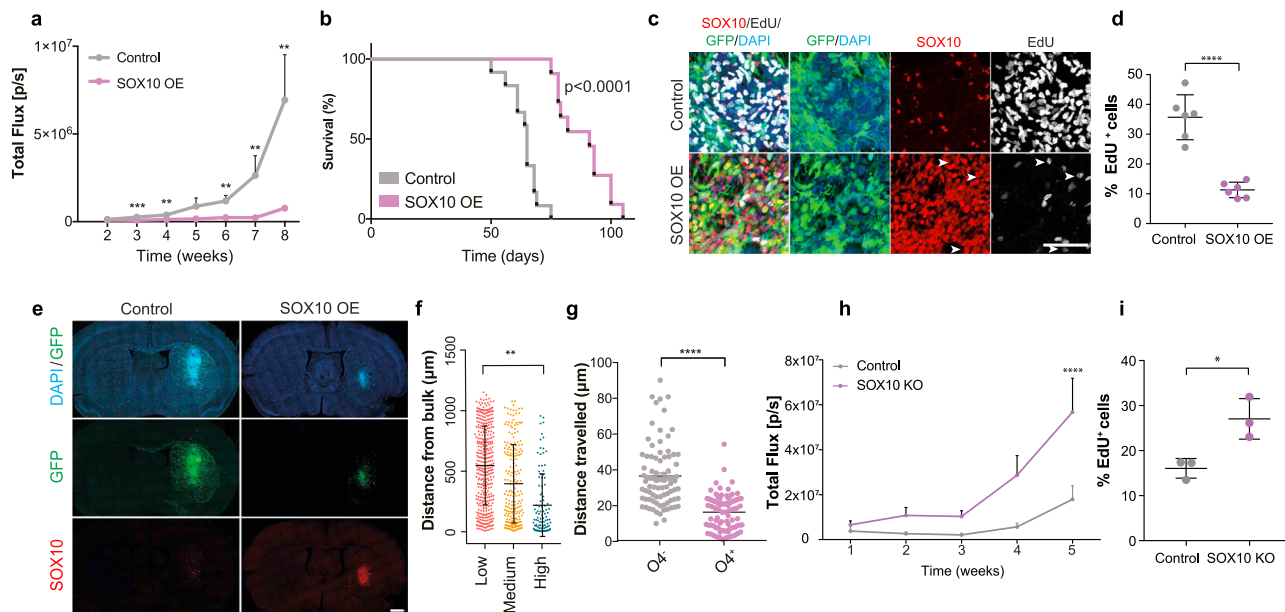 a
Total Flux [p/s]
1×10⁷
5×10⁶
0
Control
SOX10 OE
***
**
**
**
**
2 3 4 5 6 7 8
Time (weeks)
b
Survival (%)
100
50
0
p<0.0001
Control
SOX10 OE
0 50 100
Time (days)
c
SOX10/EdU/
GFP/DAPI
GFP/DAPI
SOX10
EdU
Control
SOX10 OE
d
% EdU⁺ cells
50
40
30
20
10
0
****
Control SOX10 OE
e
Control SOX10 OE
DAPI/GFP
GFP
SOX10
f
Distance from bulk (µm)
1500
1000
500
0
**
Low
Medium
High
g
Distance travelled (µm)
100
80
60
40
20
0
****
O4⁻
O4⁺
h
Total Flux [p/s]
8×10⁷
6×10⁷
4×10⁷
2×10⁷
0
Control
SOX10 KO
****
1 2 3 4 5
Time (weeks)
i
% EdU⁺ cells
40
30
20
10
0
*
Control SOX10 KO